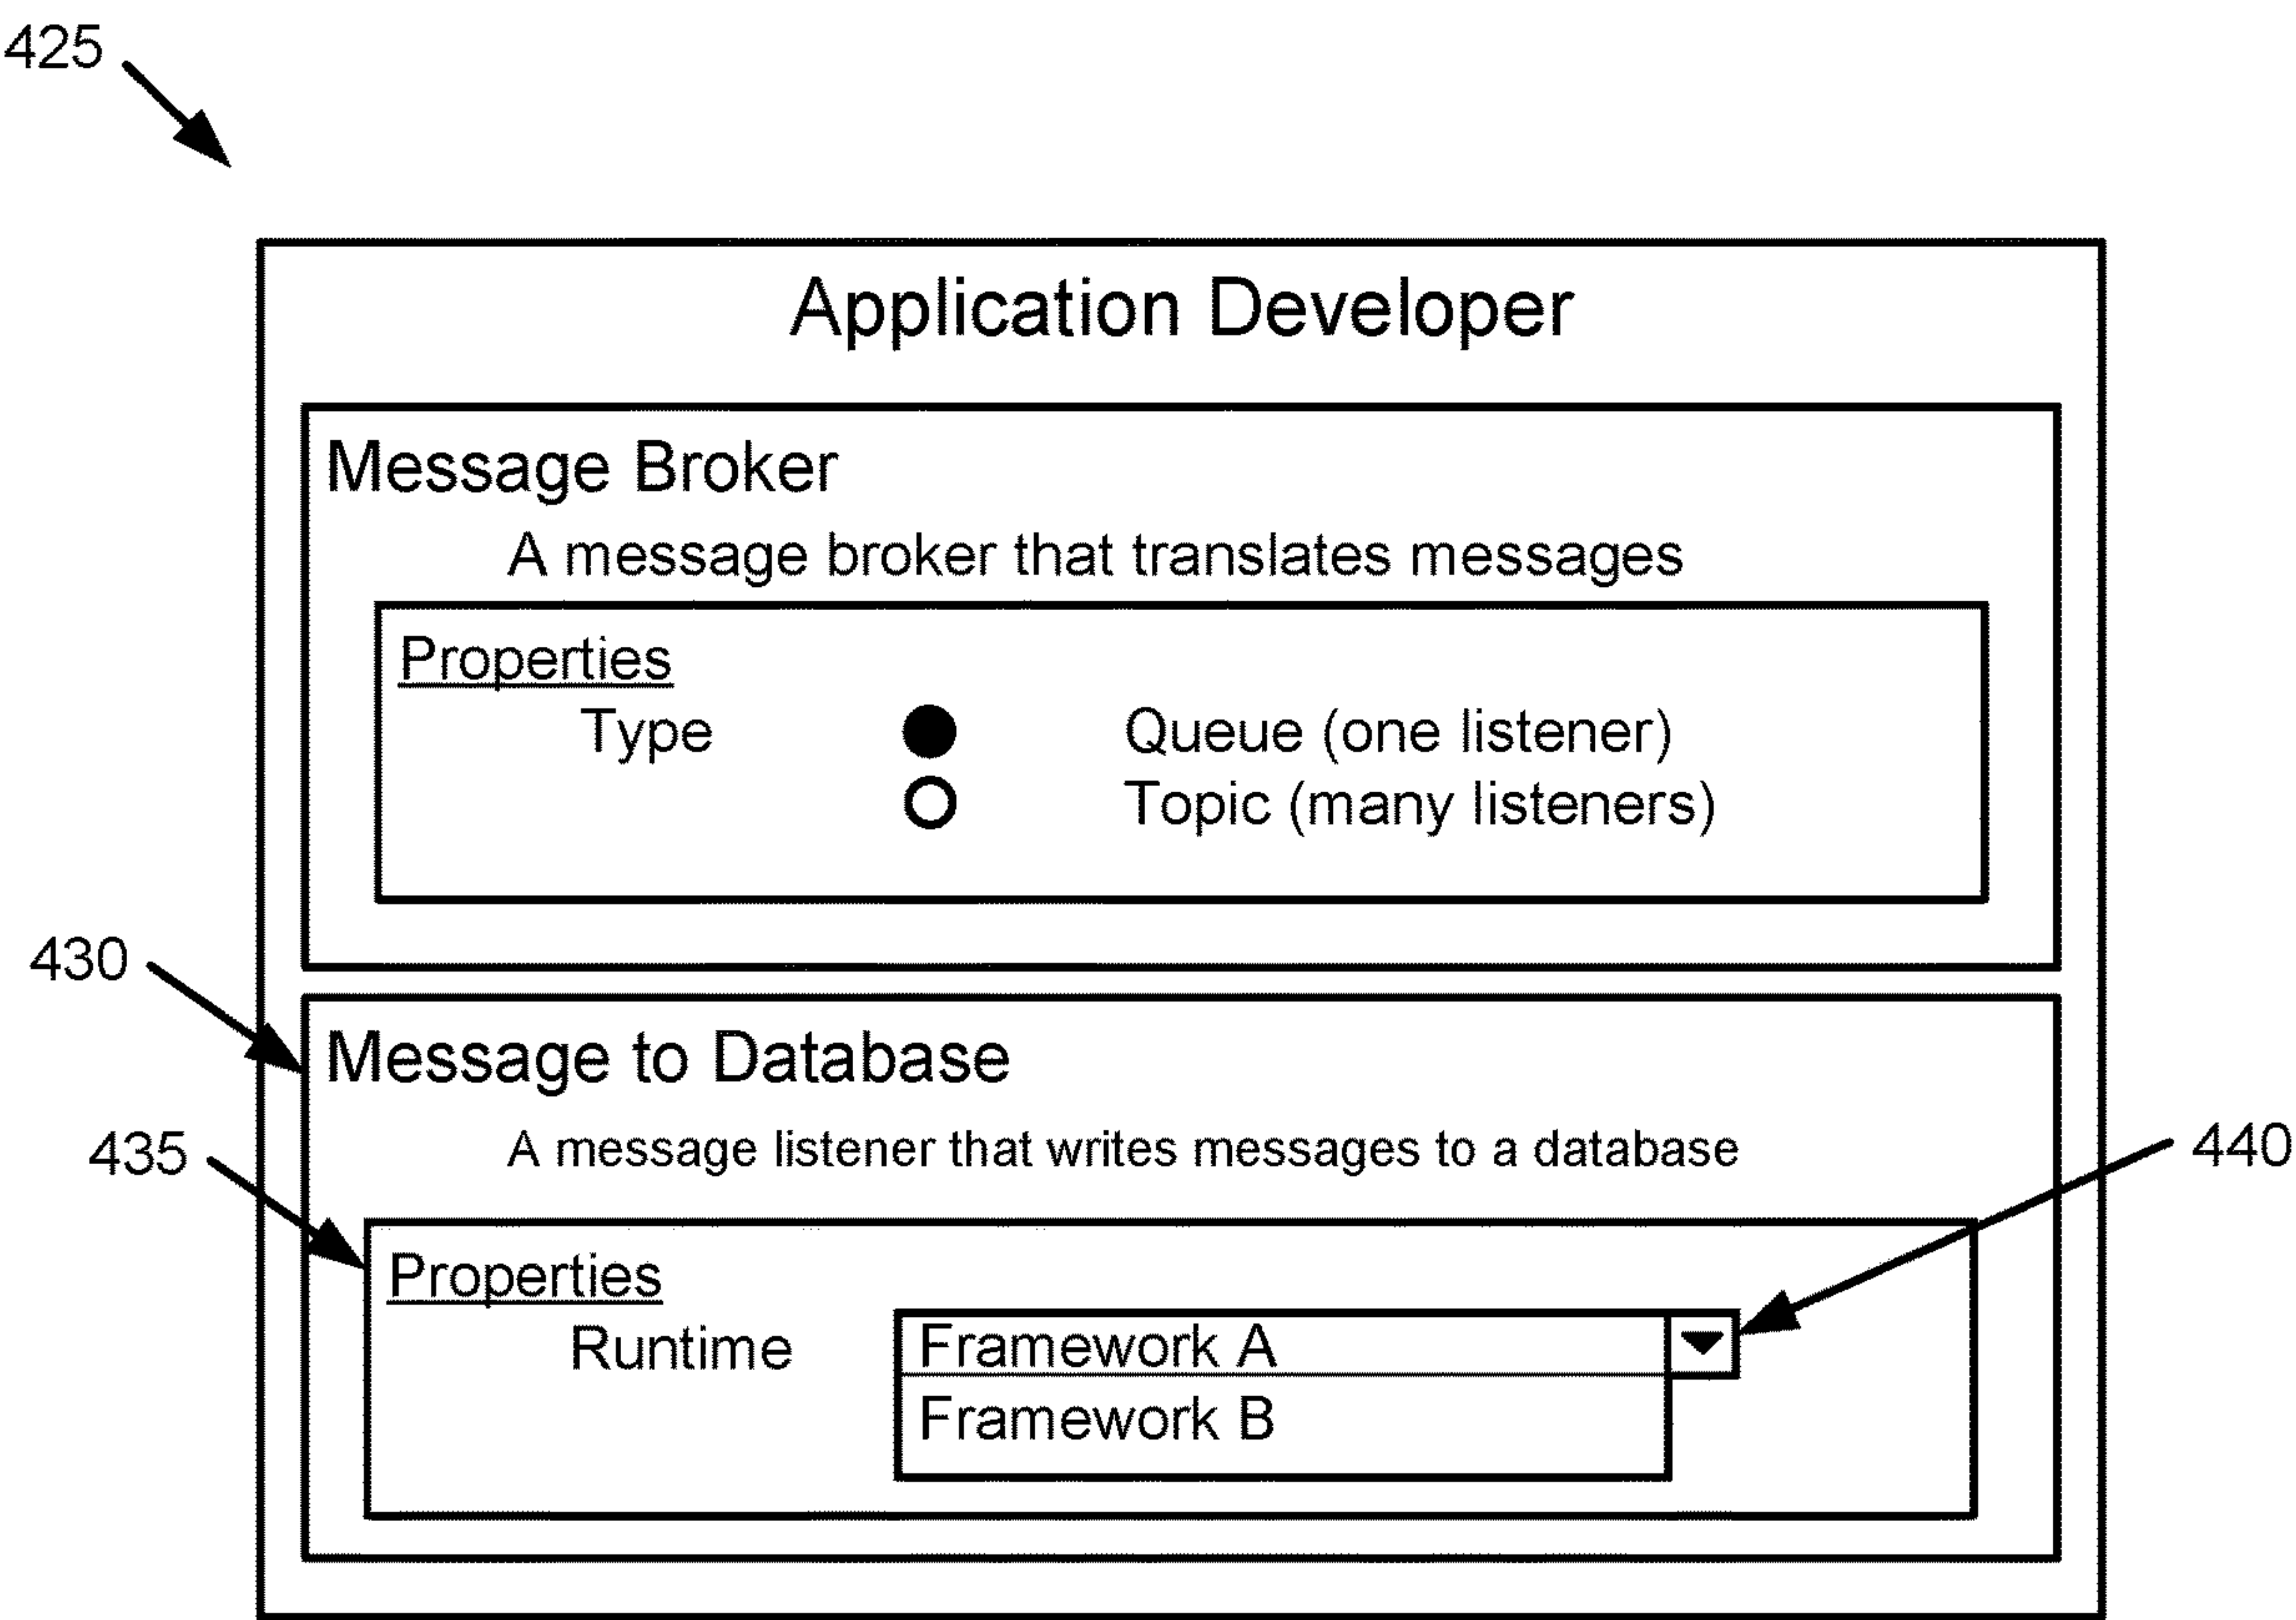 425
Application Developer
Message Broker
A message broker that translates messages
Properties
Type Queue (one listener)
Topic (many listeners)
430
Message to Database
435
A message listener that writes messages to a database
440
Properties
Runtime Framework A
Framework B